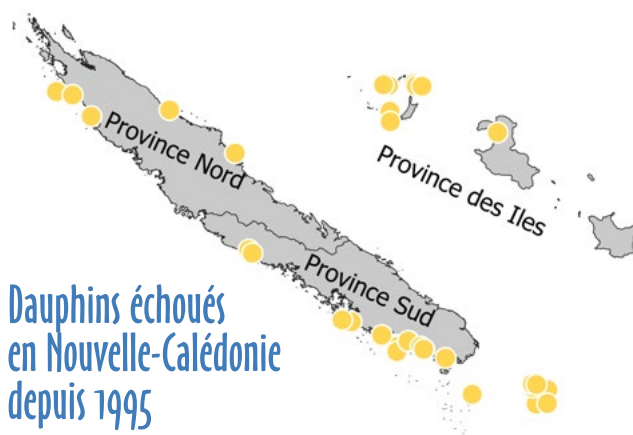 Province Nord
Province des Iles
Province Sud
Dauphins échoués
en Nouvelle-Calédonie
depuis 1995